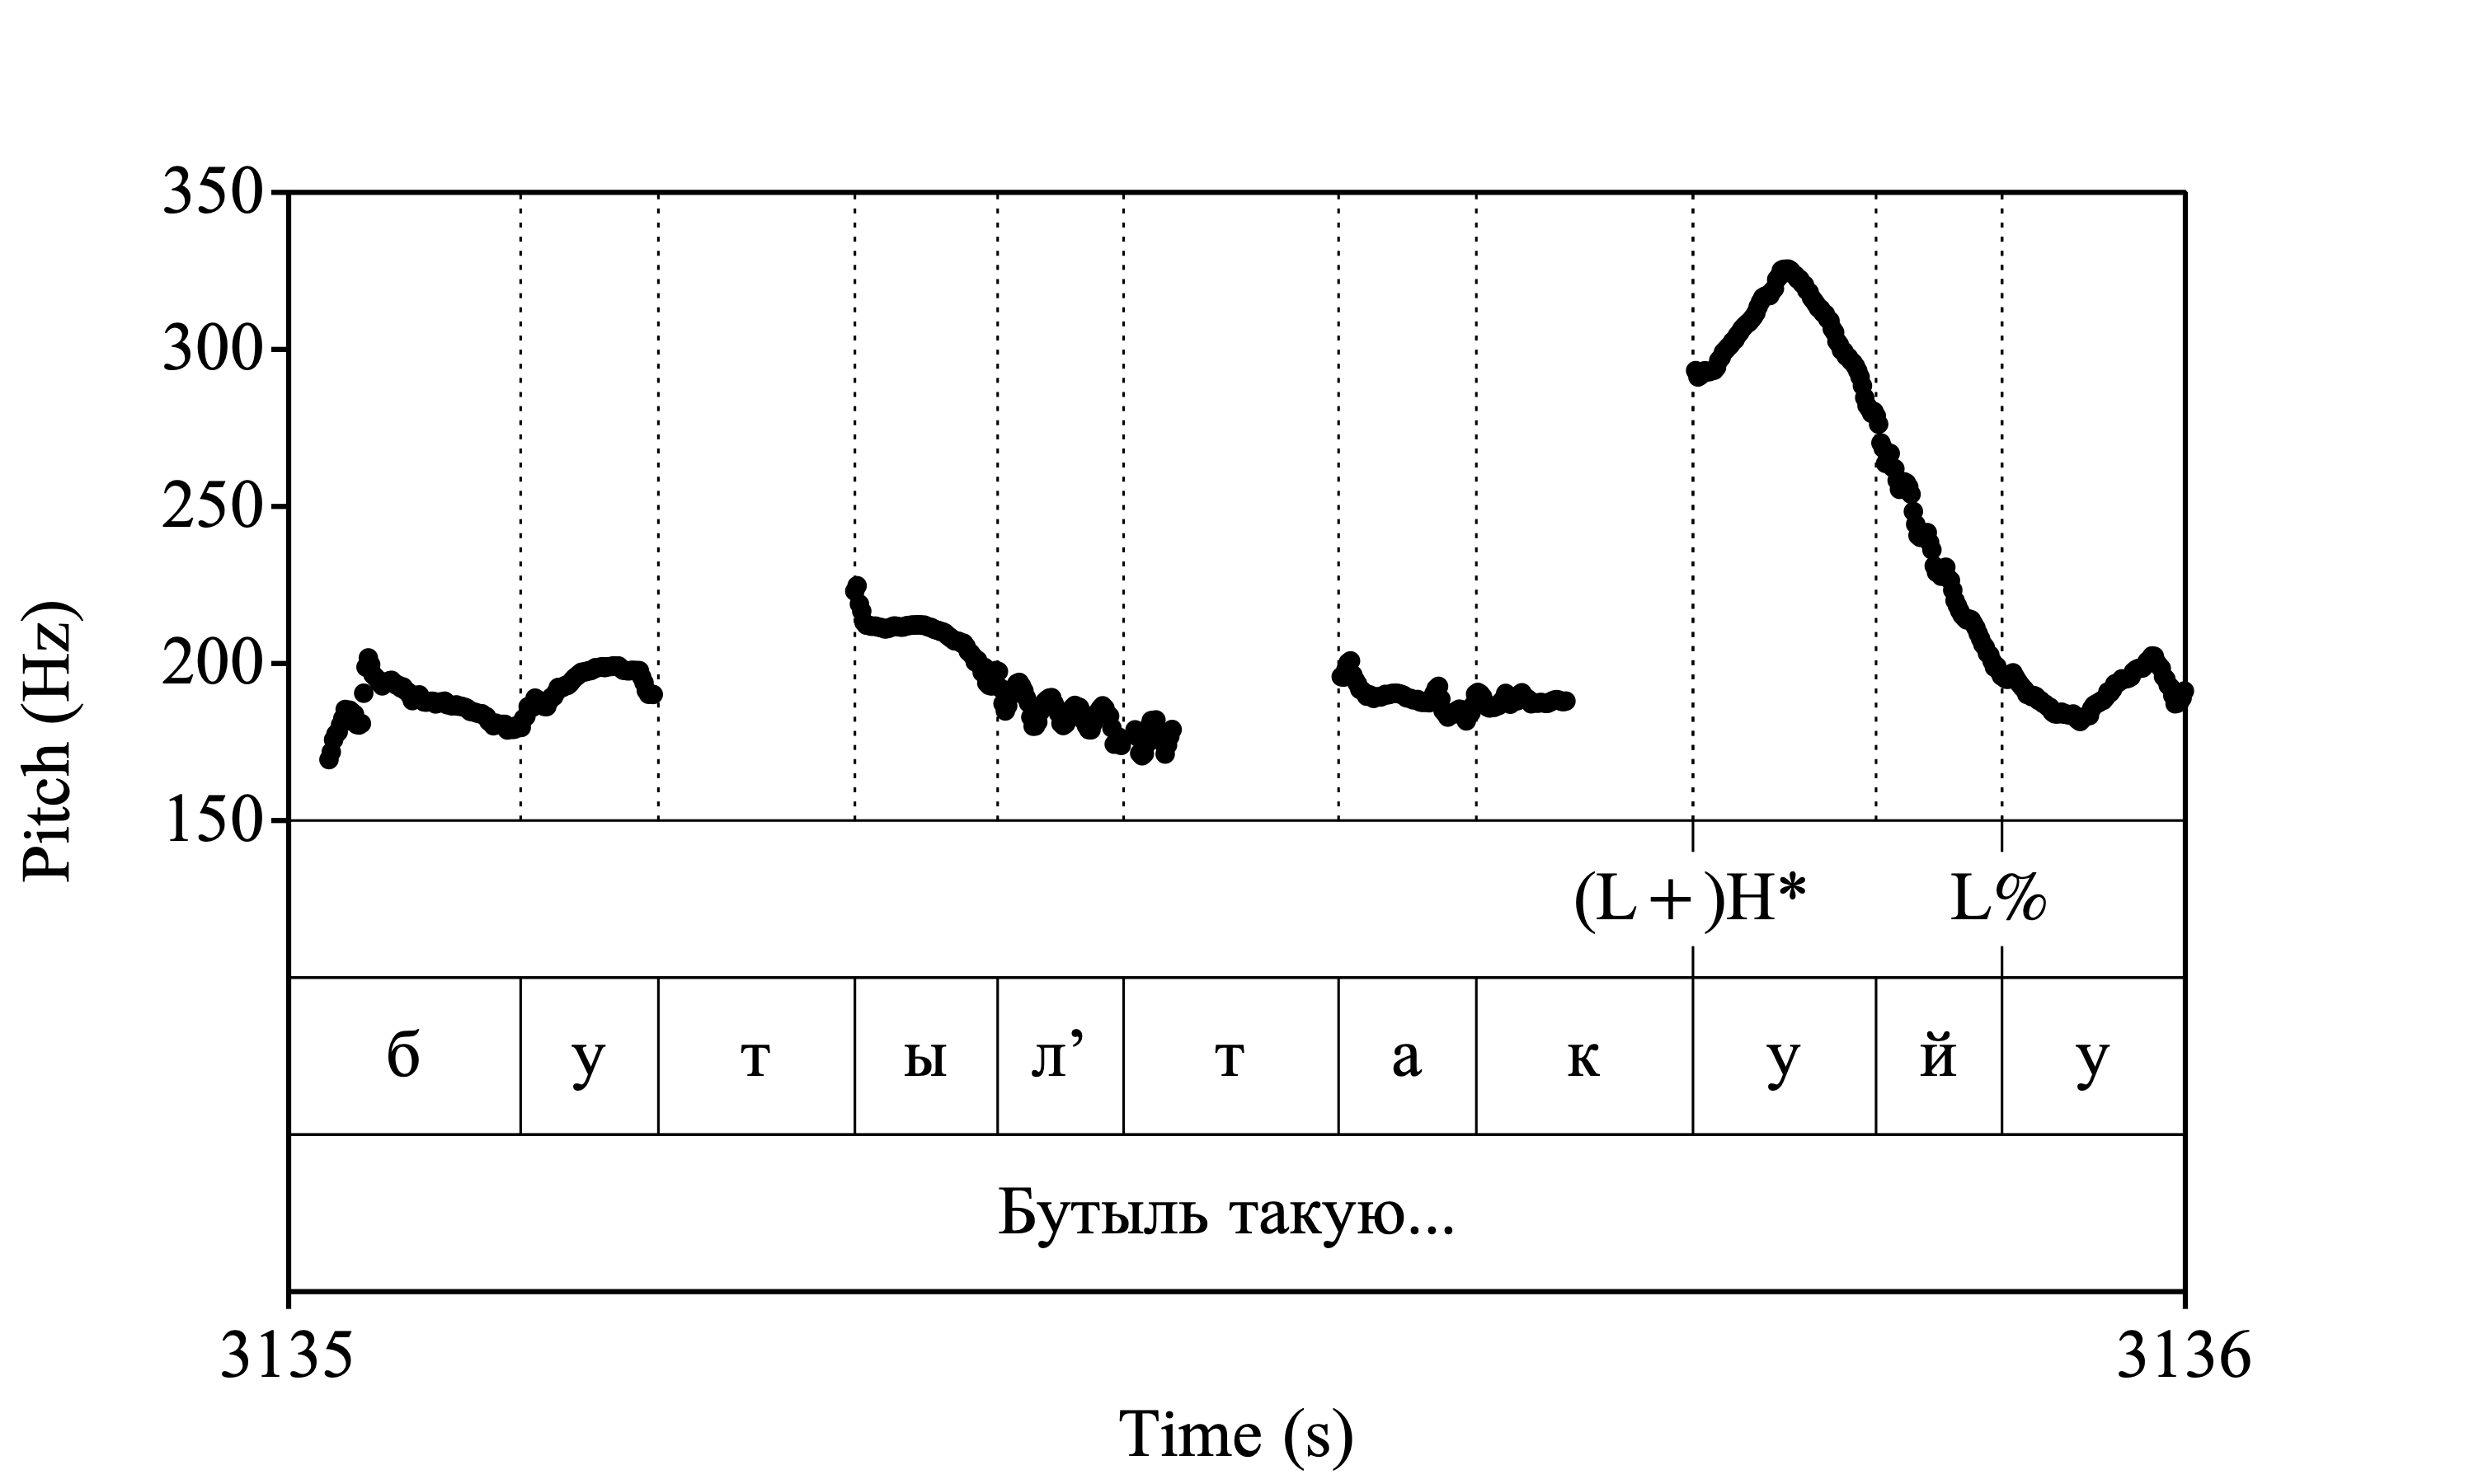 350
300
250
200
150
Pitch (Hz)
(L+)H* L%
б у т ы л’ т а к у й у
Бутыль такую...
3135 3136
Time (s)